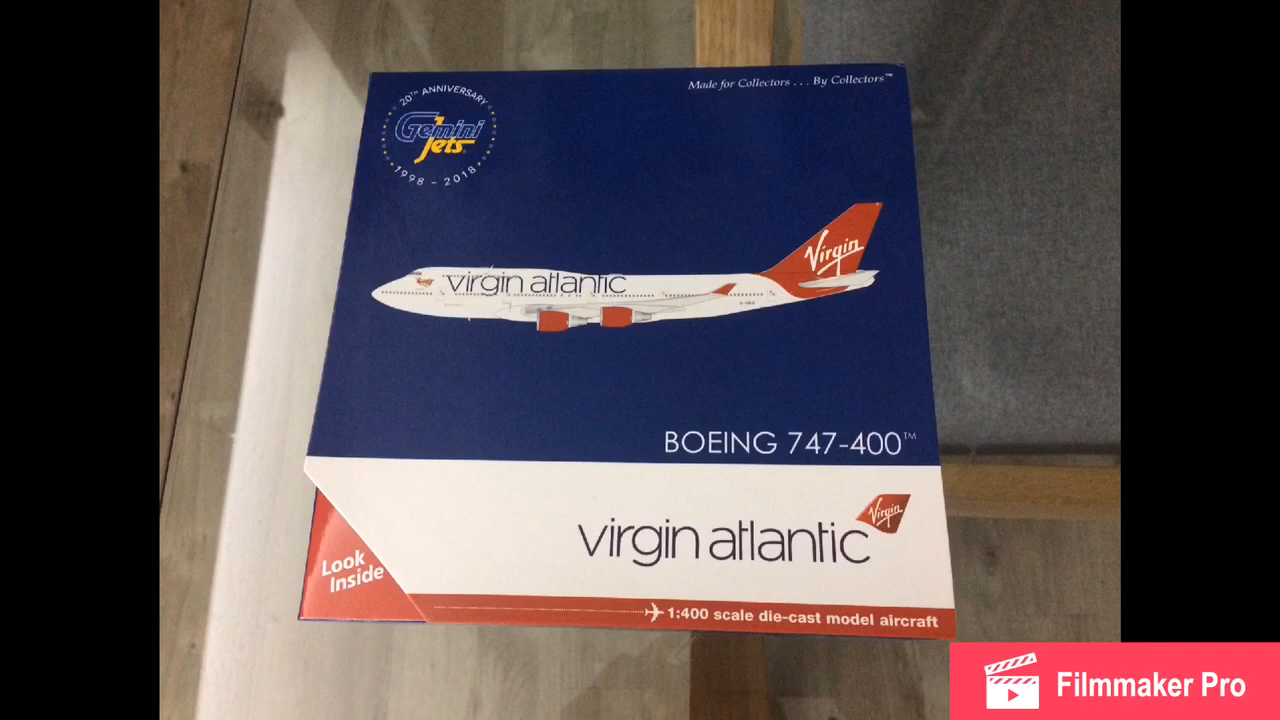 Made for Collectors . . . By Collectors™
20TH ANNIVERSARY
Gemini
Jets
1998 - 2018
Virgin
virgin atlantic
BOEING 747-400™
Virgin
virgin atlantic
Look
Inside
1:400 scale die-cast model aircraft
Filmmaker Pro